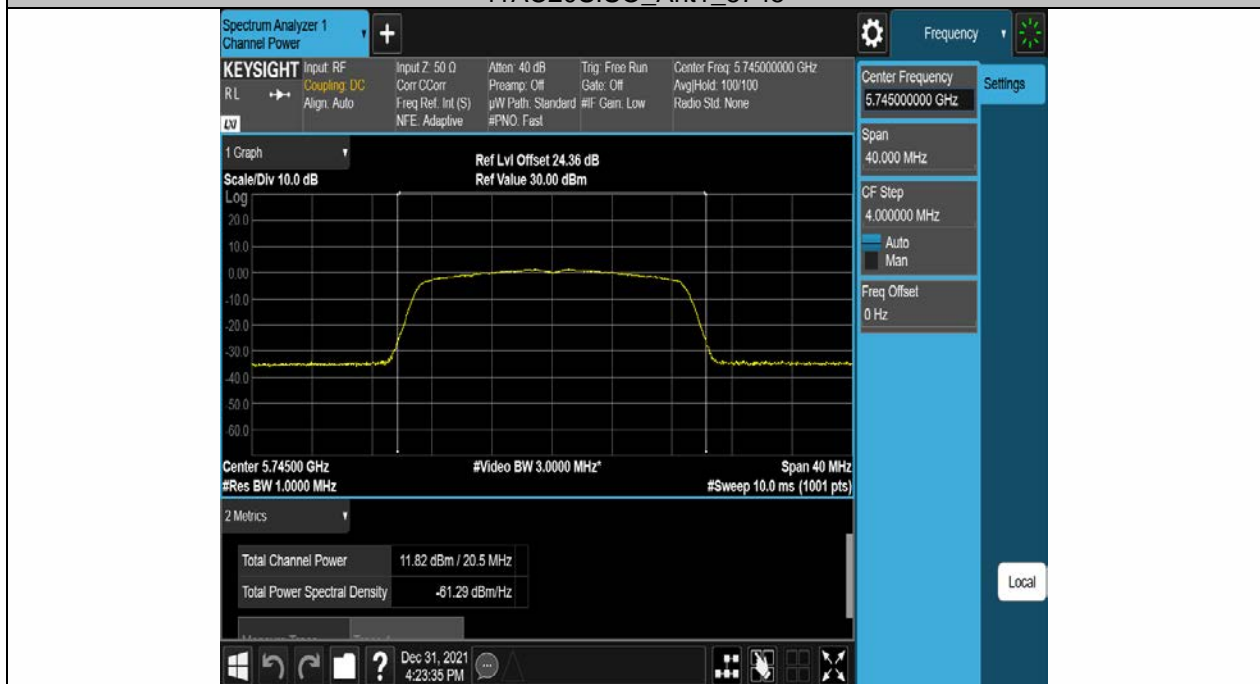 Spectrum Analyzer 1
Channel Power
Frequency
KEYSIGHT
RL
LXI
Input: RF
Coupling: DC
Align: Auto
Input Z: 50 Ω
Corr CCorr
Freq Ref: Int (S)
NFE: Adaptive
Atten: 40 dB
Preamp: Off
µW Path: Standard
#PNO: Fast
Trig: Free Run
Gate: Off
#IF Gain: Low
Center Freq: 5.745000000 GHz
Avg|Hold: 100/100
Radio Std: None
Center Frequency
5.745000000 GHz
Settings
Span
40.000 MHz
CF Step
4.000000 MHz
Auto
Man
Freq Offset
0 Hz
Local
1 Graph
Scale/Div 10.0 dB
Ref Lvl Offset 24.36 dB
Ref Value 30.00 dBm
Log
20.0
10.0
0.00
-10.0
-20.0
-30.0
-40.0
-50.0
-60.0
Center 5.74500 GHz
#Res BW 1.0000 MHz
#Video BW 3.0000 MHz*
Span 40 MHz
#Sweep 10.0 ms (1001 pts)
2 Metrics
Total Channel Power 11.82 dBm / 20.5 MHz
Total Power Spectral Density -61.29 dBm/Hz
?
Dec 31, 2021
4:23:35 PM